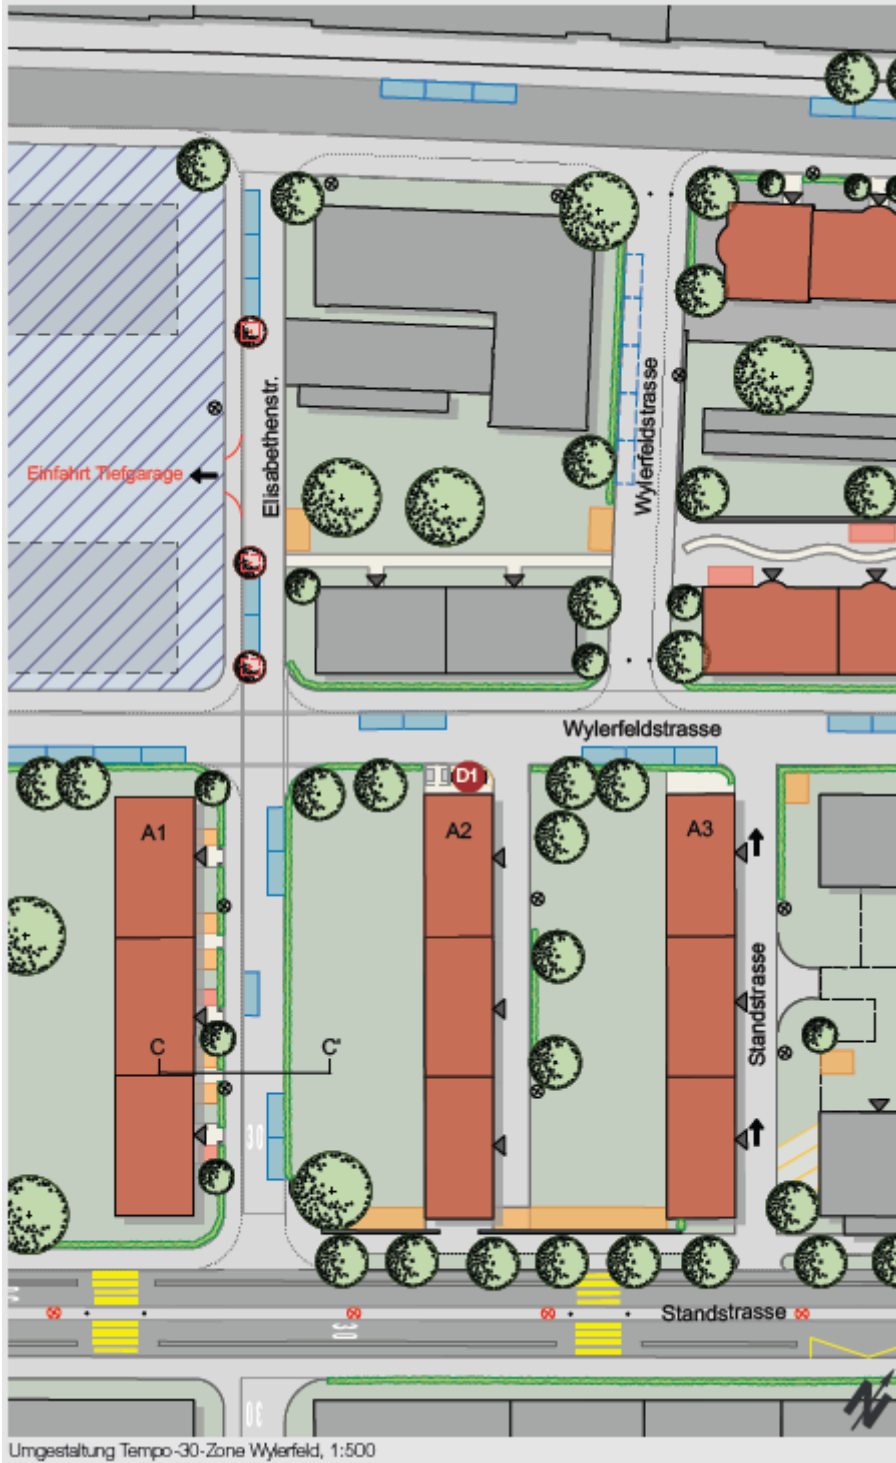 Elisabethenstr.
Wylerfeldstrasse
Einfahrt Tiefgarage
Wylerfeldstrasse
D1
A1
A2
A3
Standstrasse
C
C'
30
30
Standstrasse
30
N
Umgestaltung Tempo-30-Zone Wylerfeld, 1:500